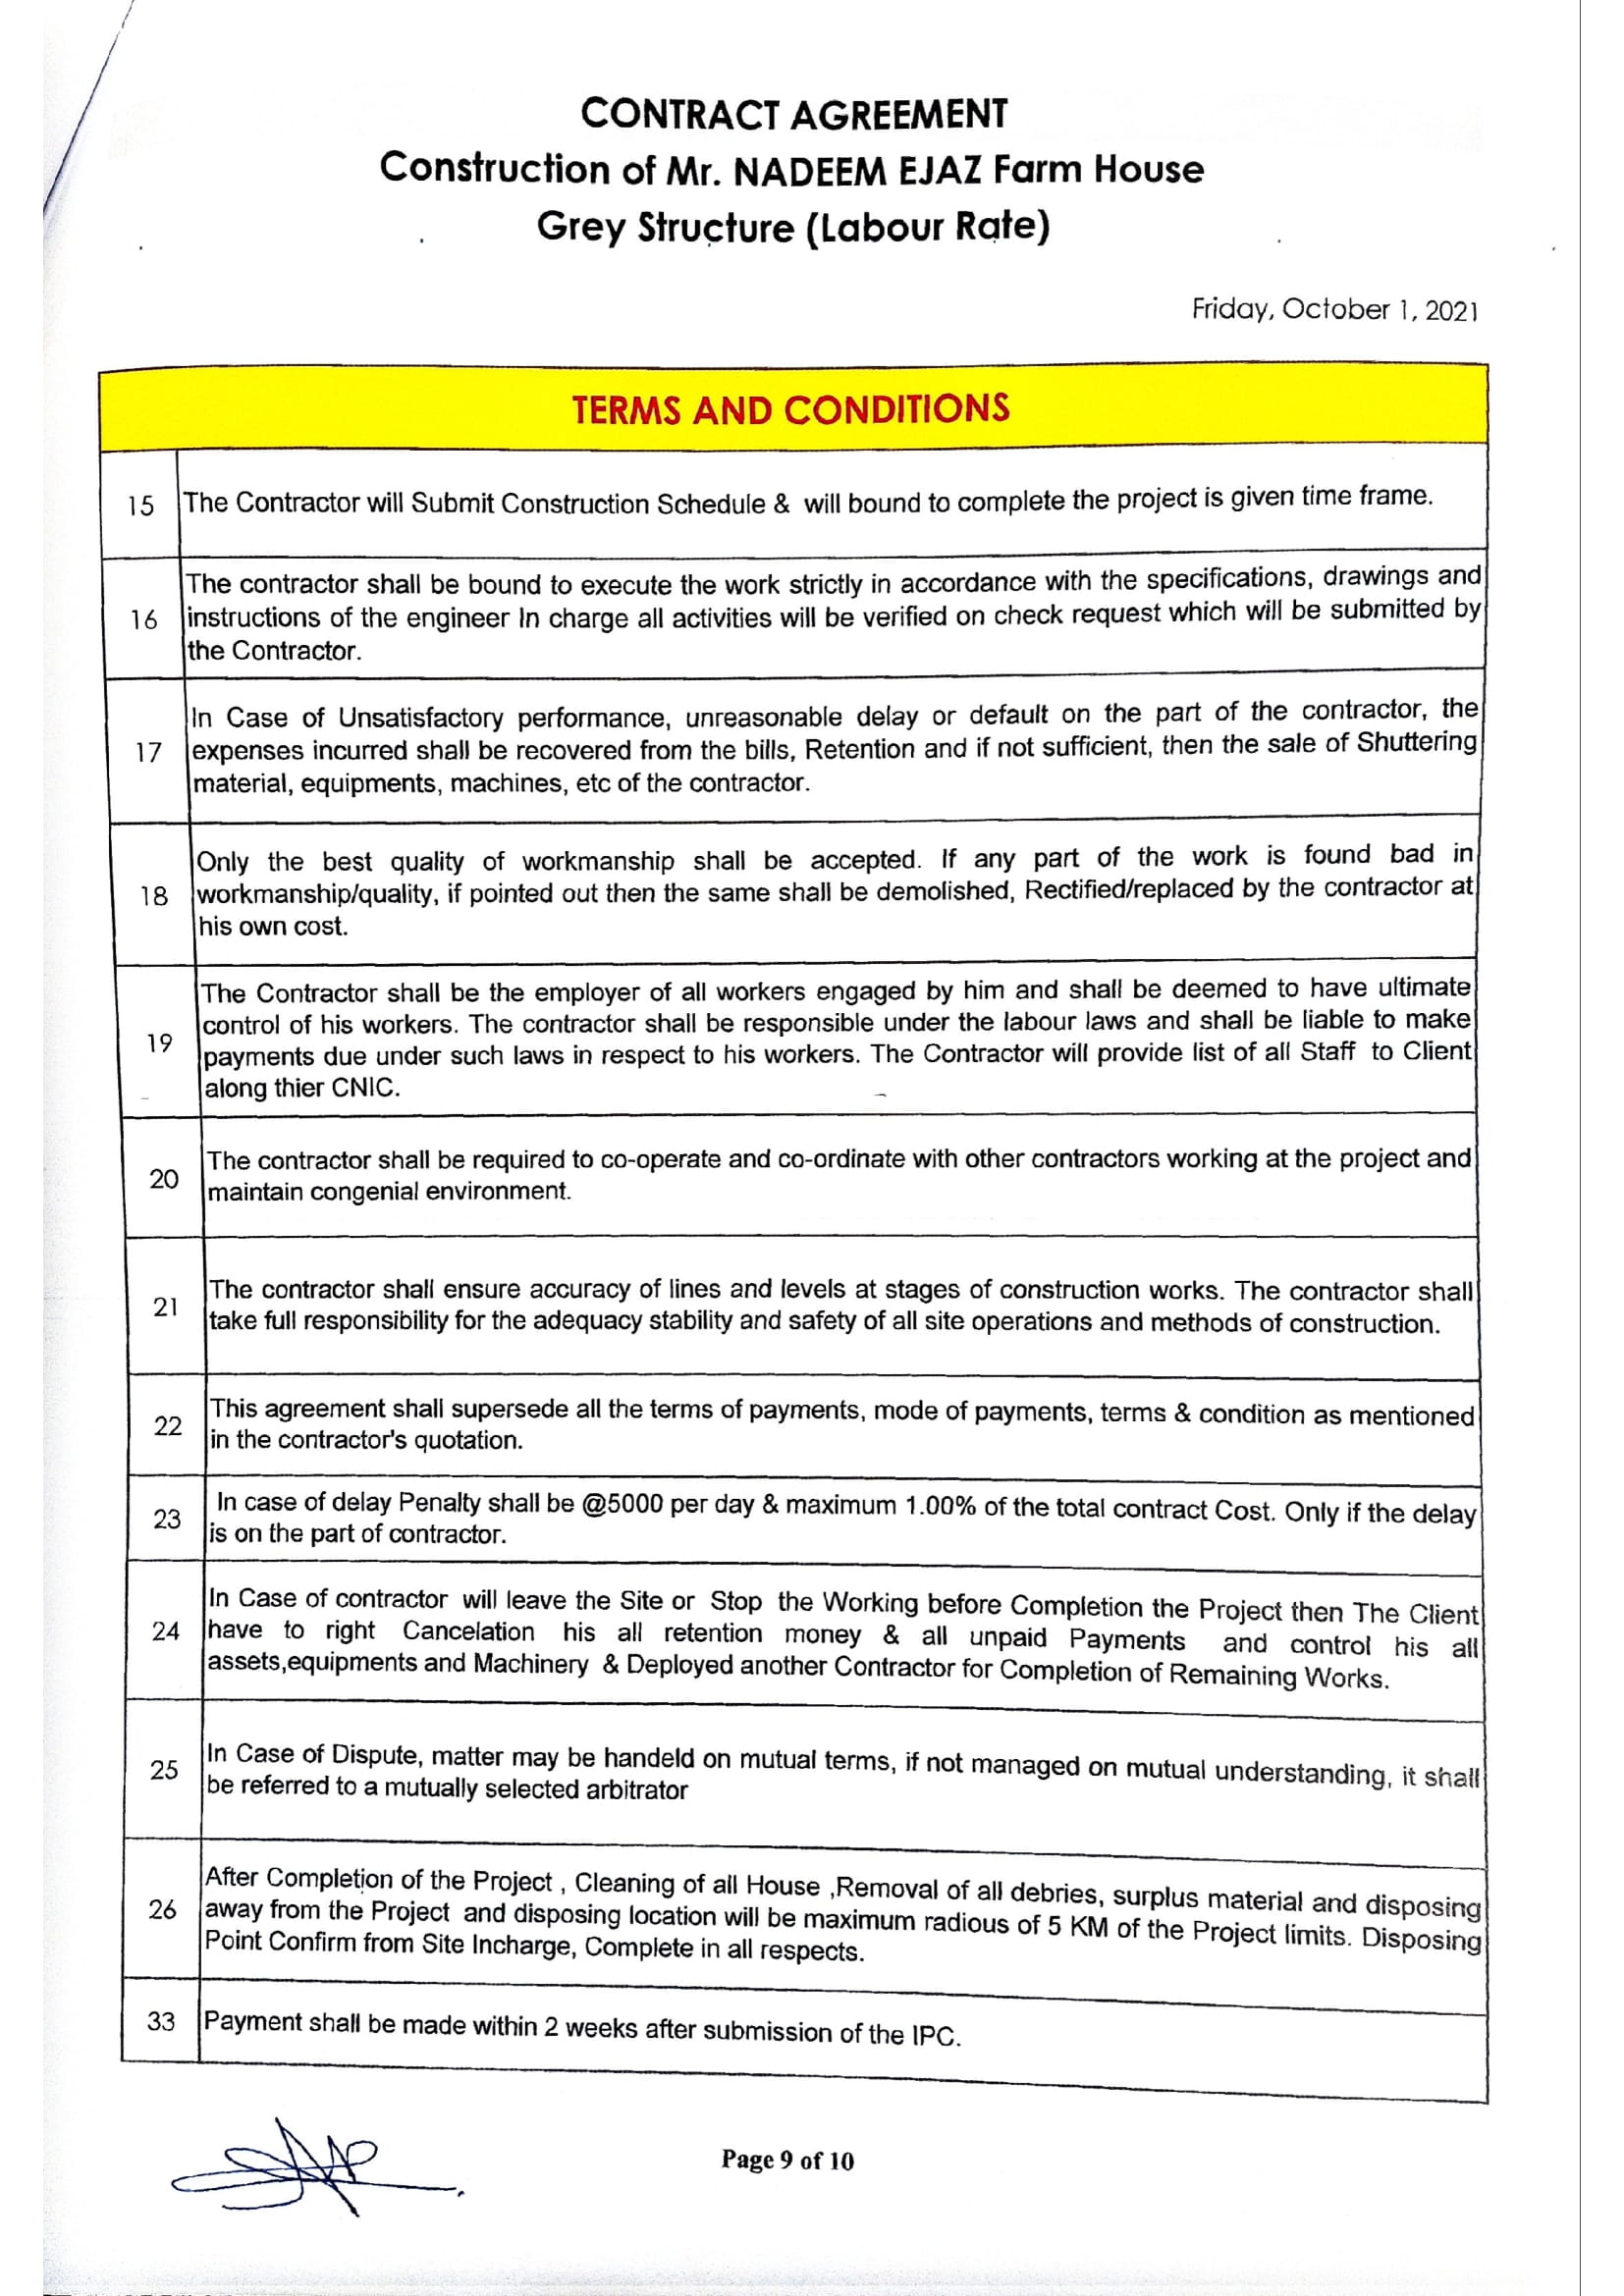 CONTRACT AGREEMENT
Construction of Mr. NADEEM EJAZ Farm House
Grey Structure (Labour Rate)
Friday, October 1, 2021
TERMS AND CONDITIONS
15 The Contractor will Submit Construction Schedule & will bound to complete the project is given time frame.
The contractor shall be bound to execute the work strictly in accordance with the specifications, drawings and
16 instructions of the engineer In charge all activities will be verified on check request which will be submitted by
the Contractor.
In Case of Unsatisfactory performance, unreasonable delay or default on the part of the contractor, the
17 expenses incurred shall be recovered from the bills, Retention and if not sufficient, then the sale of Shuttering
material, equipments, machines, etc of the contractor.
Only the best quality of workmanship shall be accepted. If any part of the work is found bad in
18 workmanship/quality, if pointed out then the same shall be demolished, Rectified/replaced by the contractor at
his own cost.
The Contractor shall be the employer of all workers engaged by him and shall be deemed to have ultimate
control of his workers. The contractor shall be responsible under the labour laws and shall be liable to make
19 payments due under such laws in respect to his workers. The Contractor will provide list of all Staff to Client
along thier CNIC.
20 The contractor shall be required to co-operate and co-ordinate with other contractors working at the project and
maintain congenial environment.
21 The contractor shall ensure accuracy of lines and levels at stages of construction works. The contractor shall
take full responsibility for the adequacy stability and safety of all site operations and methods of construction.
22 This agreement shall supersede all the terms of payments, mode of payments, terms & condition as mentioned
in the contractor's quotation.
23 In case of delay Penalty shall be @5000 per day & maximum 1.00% of the total contract Cost. Only if the delay
is on the part of contractor.
In Case of contractor will leave the Site or Stop the Working before Completion the Project then The Client
24 have to right Cancelation his all retention money & all unpaid Payments and control his all
assets,equipments and Machinery & Deployed another Contractor for Completion of Remaining Works.
25 In Case of Dispute, matter may be handeld on mutual terms, if not managed on mutual understanding, it shall
be referred to a mutually selected arbitrator
After Completion of the Project , Cleaning of all House ,Removal of all debries, surplus material and disposing
26 away from the Project and disposing location will be maximum radious of 5 KM of the Project limits. Disposing
Point Confirm from Site Incharge, Complete in all respects.
33 Payment shall be made within 2 weeks after submission of the IPC.
Page 9 of 10